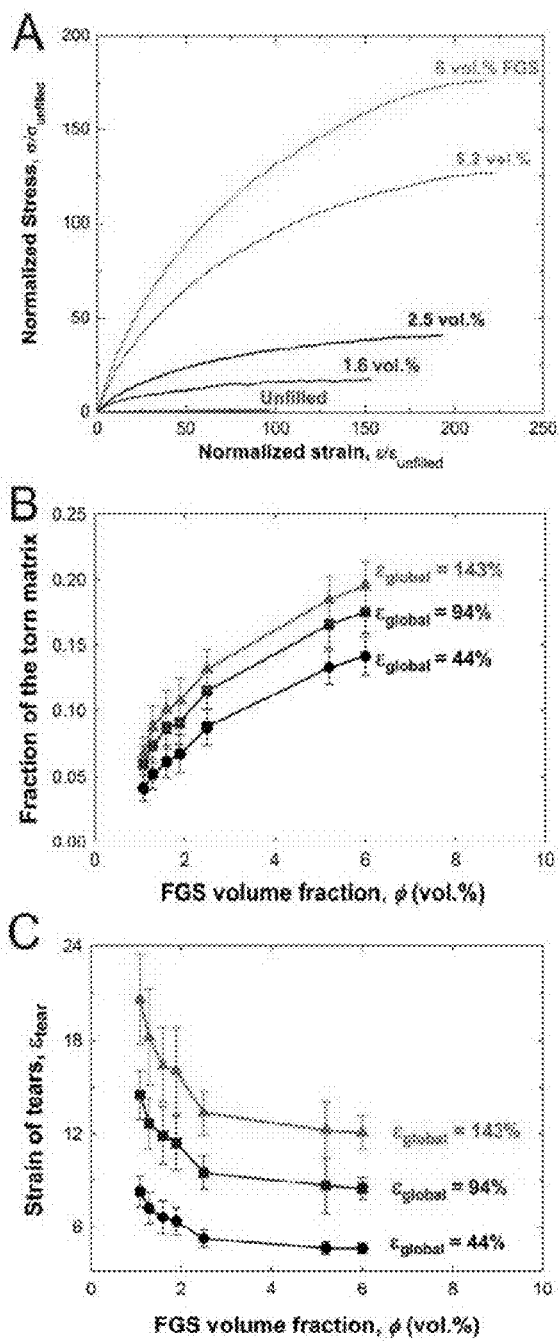 A
200
150
100
50
0
Normalized Stress, σ/σunfilled
6 vol.% FGS
5.2 vol.%
2.5 vol.%
1.6 vol.%
Unfilled
0 50 100 150 200 250
Normalized strain, ε/εunfilled
B
0.25
0.20
0.15
0.10
0.05
0.00
Fraction of the torn matrix
εglobal = 143%
εglobal = 94%
εglobal = 44%
0 2 4 6 8 10
FGS volume fraction, ϕ (vol.%)
C
24
18
12
6
Strain of tears, εtear
εglobal = 143%
εglobal = 94%
εglobal = 44%
0 2 4 6 8 10
FGS volume fraction, ϕ (vol.%)